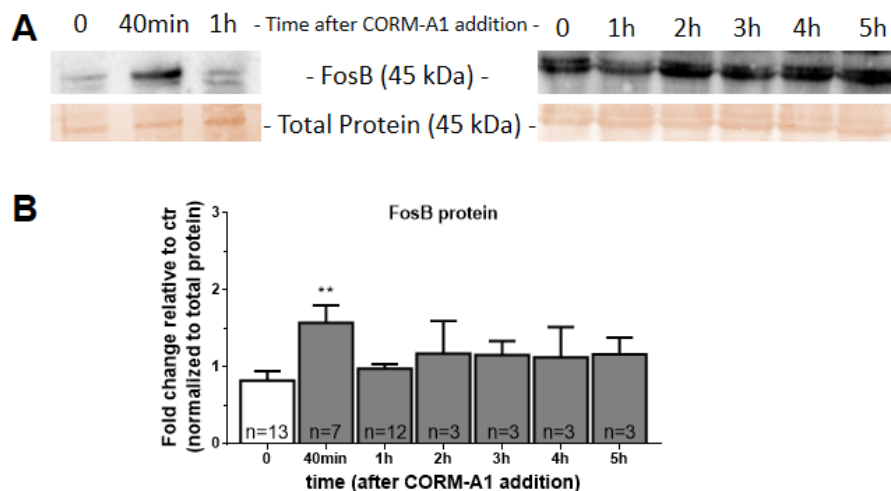 A
0 40min 1h - Time after CORM-A1 addition - 0 1h 2h 3h 4h 5h
- FosB (45 kDa) -
- Total Protein (45 kDa) -
B
FosB protein
Fold change relative to ctr
(normalized to total protein)
3
2
**
1
0
n=13 n=7 n=12 n=3 n=3 n=3 n=3
0 40min 1h 2h 3h 4h 5h
time (after CORM-A1 addition)